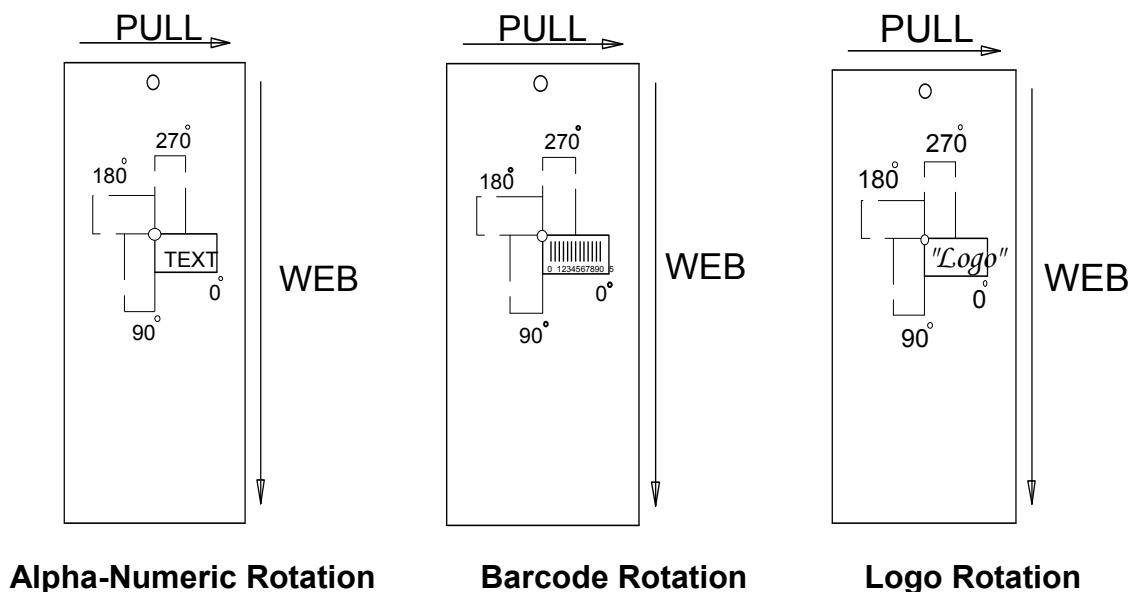 PULL PULL PULL
270° 270° 270°
180° 180° 180°
TEXT
0 1234567890 5
"Logo"
WEB WEB WEB
0° 0° 0°
90° 90° 90°
Alpha-Numeric Rotation Barcode Rotation Logo Rotation